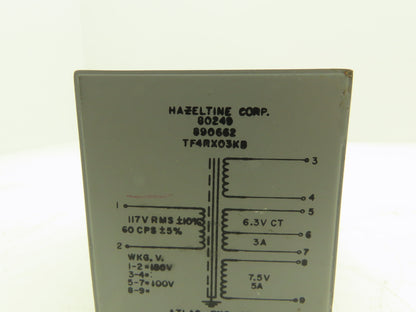 HAZELTINE CORP.
80249
890662
TF4RX03KB
1
117V RMS ±10%
60 CPS ±5%
2
3
4
5
6.3V CT
6
3A
7
8
7.5V
5A
9
WKG. V.
1-2=
3-4=
5-7=100V
8-9=